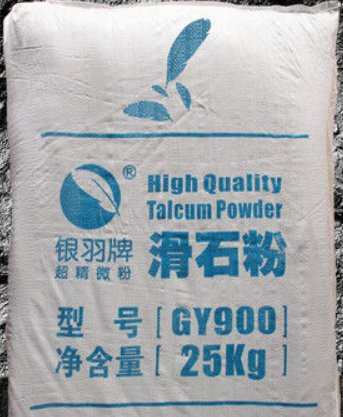 ®
High Quality
Talcum Powder
银羽牌
超精微粉
滑石粉
型号[GY900]
净含量[25Kg]